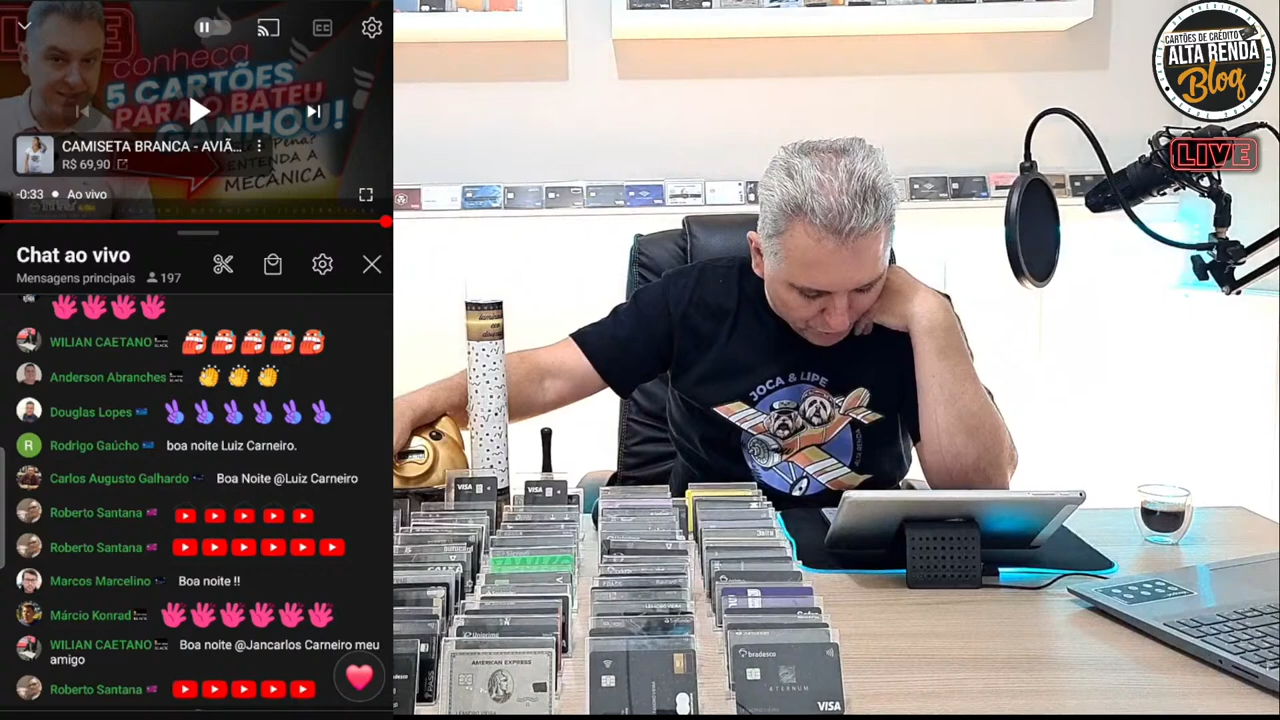 LIVE
conheça
5 CARTÕES
PARA O BATEU
GANHOU!
ENTENDA A
MECÂNICA
CAMISETA BRANCA - AVIÃ...
R$ 69,90
-0:33 • Ao vivo
Chat ao vivo
Mensagens principais 197
WILIAN CAETANO
Anderson Abranches
Douglas Lopes
R Rodrigo Gaúcho boa noite Luiz Carneiro.
Carlos Augusto Galhardo Boa Noite @Luiz Carneiro
Roberto Santana
Roberto Santana
Marcos Marcelino Boa noite !!
Márcio Konrad
WILIAN CAETANO Boa noite @Jancarlos Carneiro meu
amigo
Roberto Santana
CARTÕES DE CRÉDITO
ALTA RENDA
Blog
LIVE
JOCA & LIPE
ALTA RENDA
VISA
VISA
AMERICAN EXPRESS
bradesco
AETERNUM
VISA